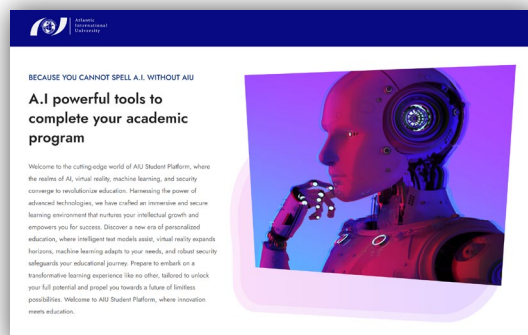 Atlantic
International
University
BECAUSE YOU CANNOT SPELL A.I. WITHOUT AIU
A.I powerful tools to
complete your academic
program
Welcome to the cutting-edge world of AIU Student Platform, where
the realms of AI, virtual reality, machine learning, and security
converge to revolutionize education. Harnessing the power of
advanced technologies, we have crafted an immersive and secure
learning environment that nurtures your intellectual growth and
empowers you for success. Discover a new era of personalized
education, where intelligent text models assist, virtual reality expands
horizons, machine learning adapts to your needs, and robust security
safeguards your educational journey. Prepare to embark on a
transformative learning experience like no other, tailored to unlock
your full potential and propel you towards a future of limitless
possibilities. Welcome to AIU Student Platform, where innovation
meets education.